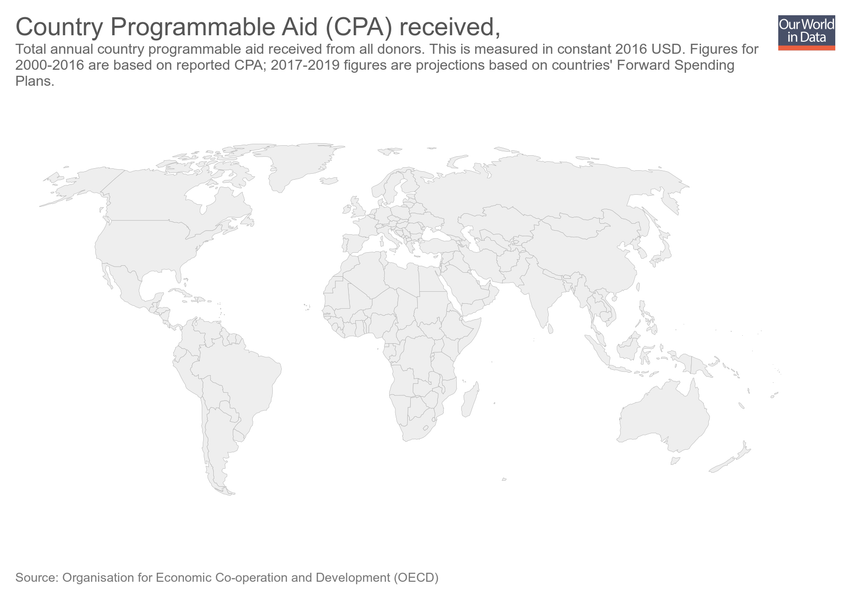 Country Programmable Aid (CPA) received,
Our World
in Data
Total annual country programmable aid received from all donors. This is measured in constant 2016 USD. Figures for
2000-2016 are based on reported CPA; 2017-2019 figures are projections based on countries' Forward Spending
Plans.
Source: Organisation for Economic Co-operation and Development (OECD)